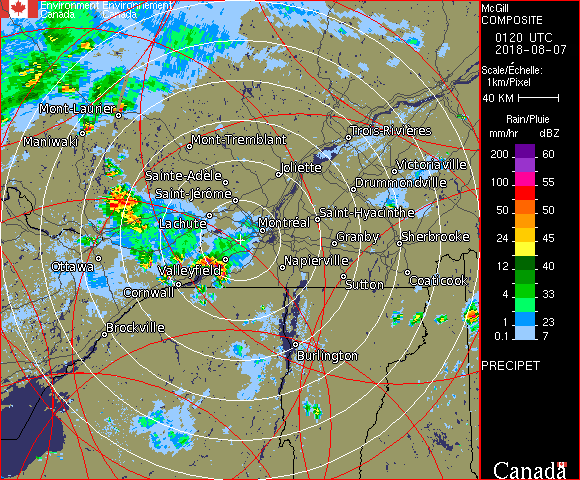 Environment Environnement
Canada Canada
Mont-Laurier
Maniwaki
Mont-Tremblant
Trois-Rivières
Sainte-Adèle
Joliette
Victoriaville
Saint-Jérôme
Drummondville
Lachute
Montréal
Saint-Hyacinthe
Granby
Sherbrooke
Ottawa
Valleyfield
Napierville
Cornwall
Sutton
Coaticook
Brockville
Burlington
McGill
COMPOSITE
0120 UTC
2018-08-07
Scale/Échelle:
1km/Pixel
40 KM
Rain/Pluie
mm/hr dBZ
200 60
100 55
50 50
24 45
12 40
8 33
4 30
1 23
0.1 7
PRECIPET
Canada